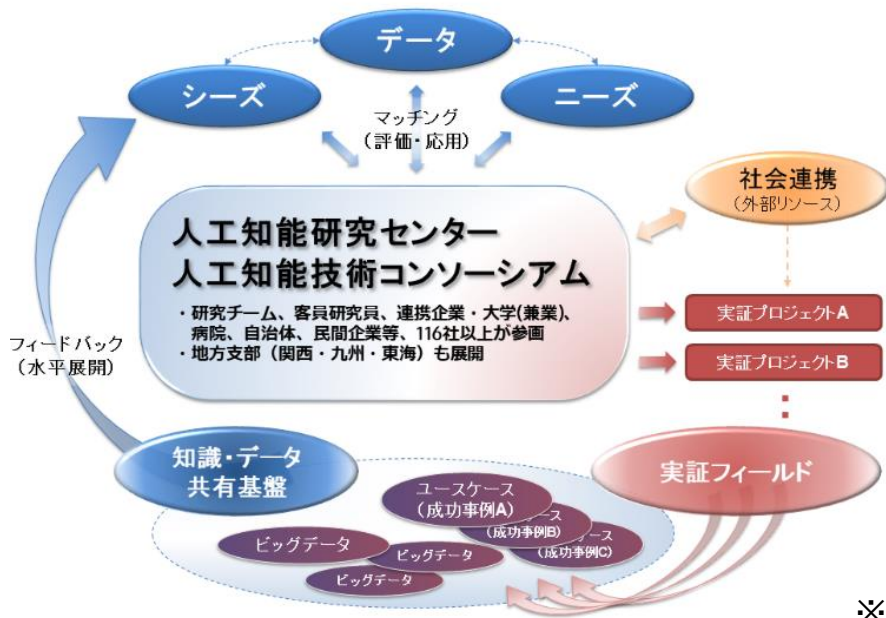 データ
シーズ
ニーズ
マッチング
（評価・応用）
社会連携
（外部リソース）
人工知能研究センター
人工知能技術コンソーシアム
・研究チーム、客員研究員、連携企業・大学(兼業)、
病院、自治体、民間企業等、116社以上が参画
・地方支部（関西・九州・東海）も展開
実証プロジェクトA
実証プロジェクトB
：
フィードバック
（水平展開）
知識・データ
共有基盤
実証フィールド
ユースケース
（成功事例A）
ース
（成功事例B）
ケース
（成功事例C）
ビッグデータ
ビッグデータ
ビッグデータ
※